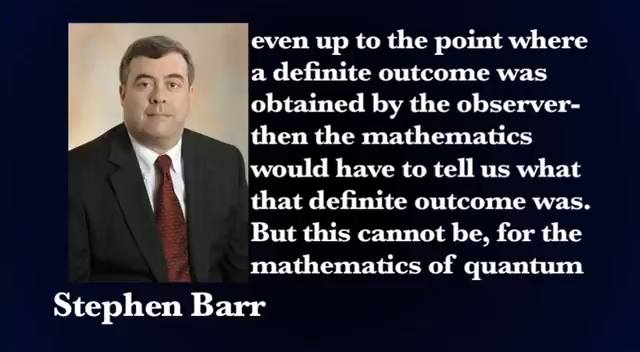 even up to the point where
a definite outcome was
obtained by the observer-
then the mathematics
would have to tell us what
that definite outcome was.
But this cannot be, for the
mathematics of quantum
Stephen Barr